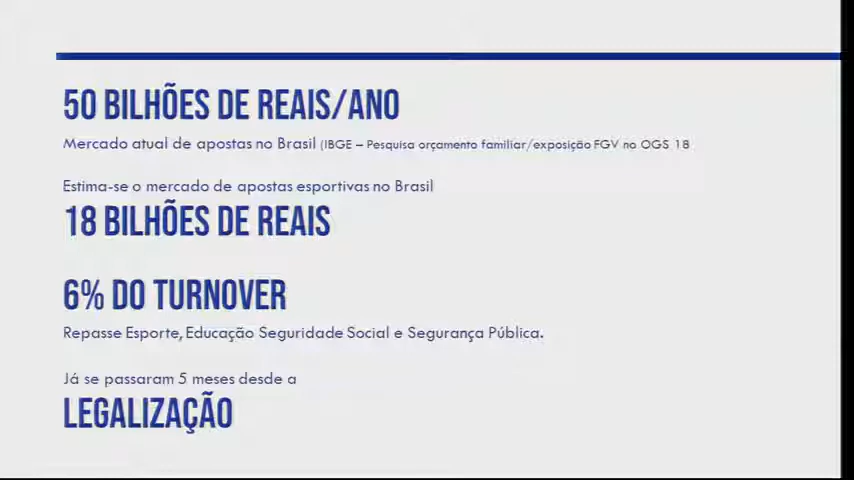 50 BILHÕES DE REAIS/ANO
Mercado atual de apostas no Brasil (IBGE – Pesquisa orçamento familiar/exposição FGV no OGS 18
Estima-se o mercado de apostas esportivas no Brasil
18 BILHÕES DE REAIS
6% DO TURNOVER
Repasse Esporte, Educação Seguridade Social e Segurança Pública.
Já se passaram 5 meses desde a
LEGALIZAÇÃO